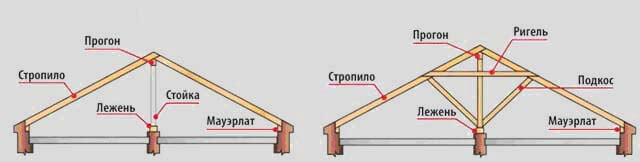 Прогон
Стропило
Стойка
Лежень
Мауэрлат
Ригель
Прогон
Стропило
Подкос
Лежень
Мауэрлат